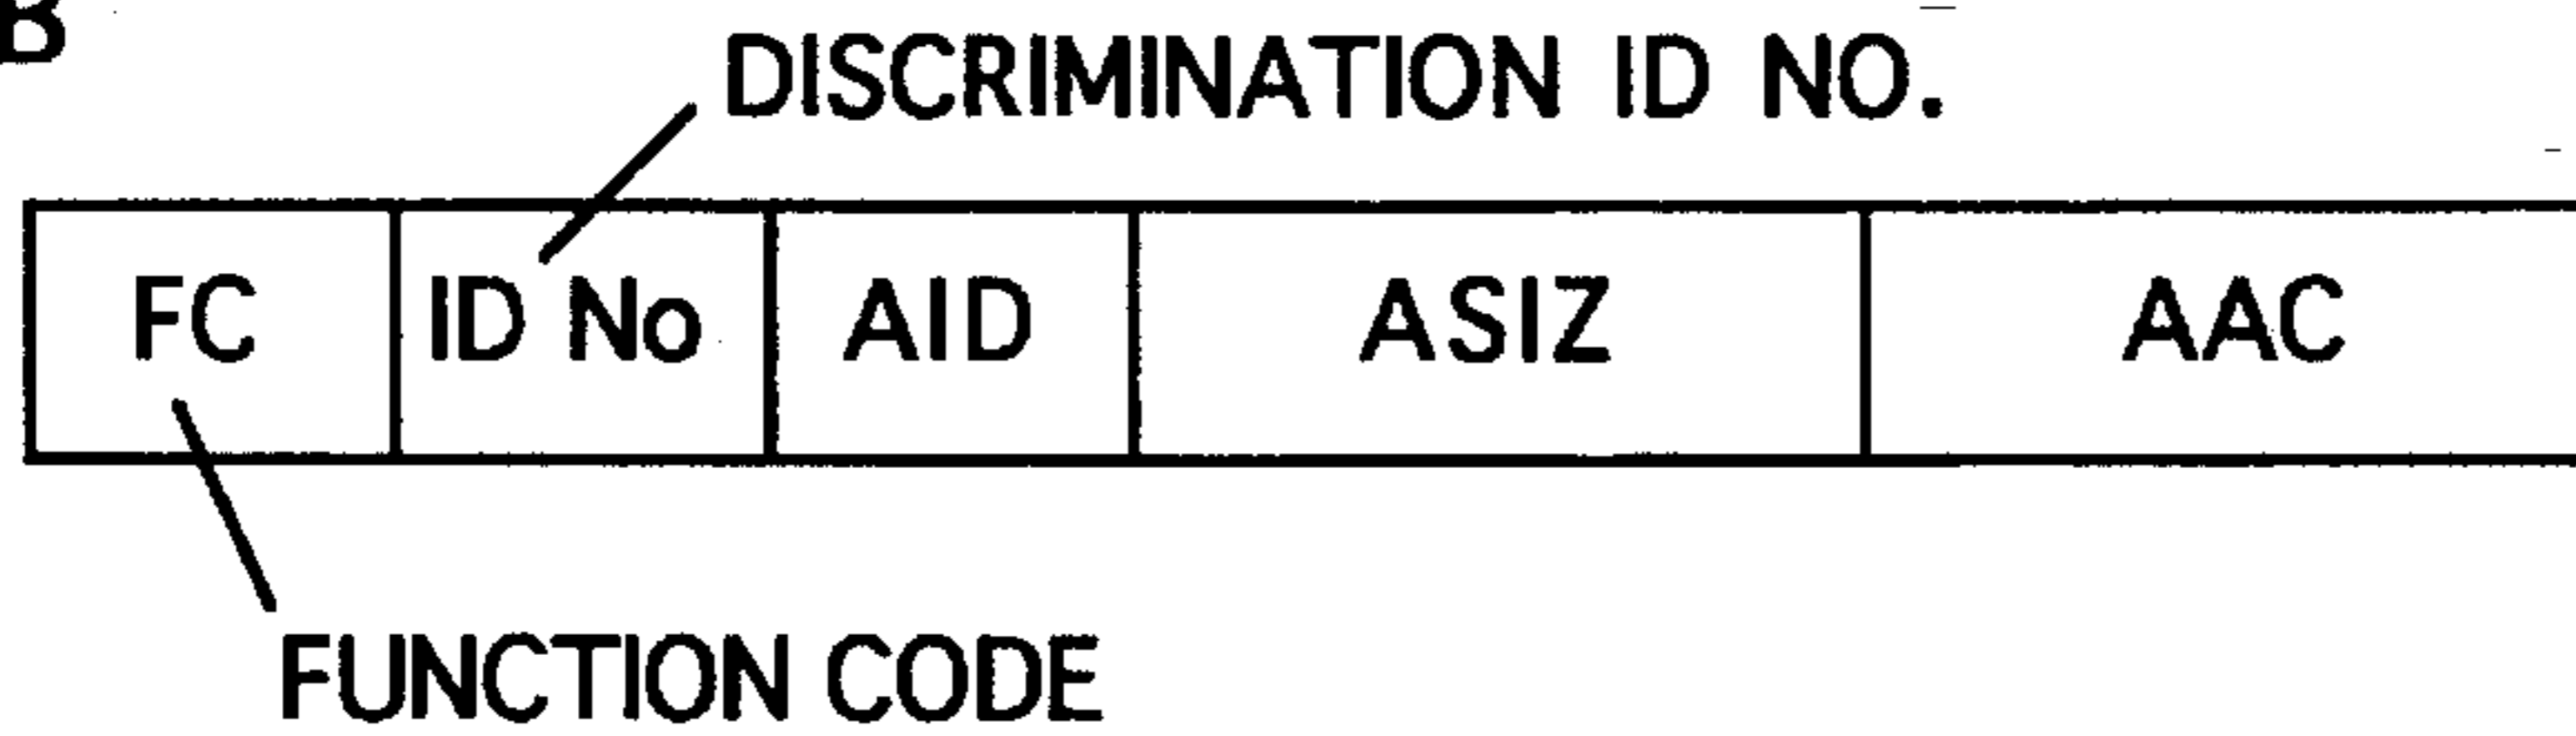 B
DISCRIMINATION ID NO.
FC ID No AID ASIZ AAC
FUNCTION CODE